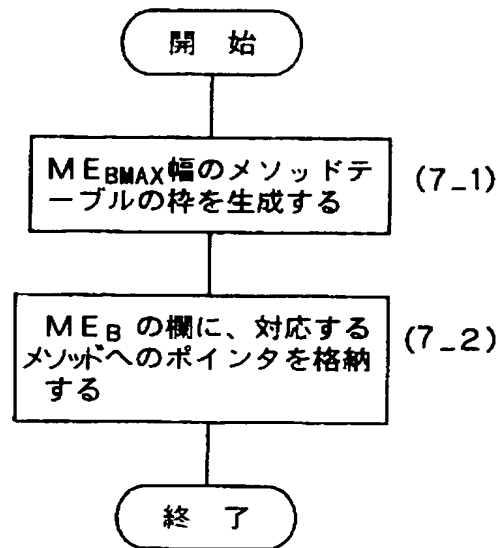 開 始
ME_BMAX幅のメソッドテ
ーブルの枠を生成する
(7_1)
ME_B の欄に、対応する
メソッドへのポインタを格納
する
(7_2)
終 了